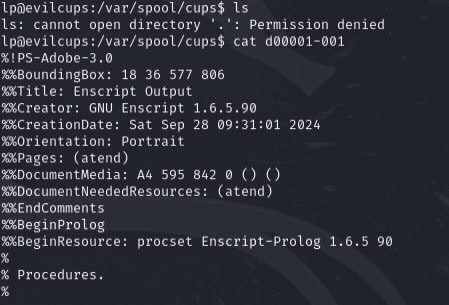 lp@evilcups:/var/spool/cups$ ls
ls: cannot open directory '.': Permission denied
lp@evilcups:/var/spool/cups$ cat d00001-001
%!PS-Adobe-3.0
%%BoundingBox: 18 36 577 806
%%Title: Enscript Output
%%Creator: GNU Enscript 1.6.5.90
%%CreationDate: Sat Sep 28 09:31:01 2024
%%Orientation: Portrait
%%Pages: (atend)
%%DocumentMedia: A4 595 842 0 () ()
%%DocumentNeededResources: (atend)
%%EndComments
%%BeginProlog
%%BeginResource: procset Enscript-Prolog 1.6.5 90
%
% Procedures.
%